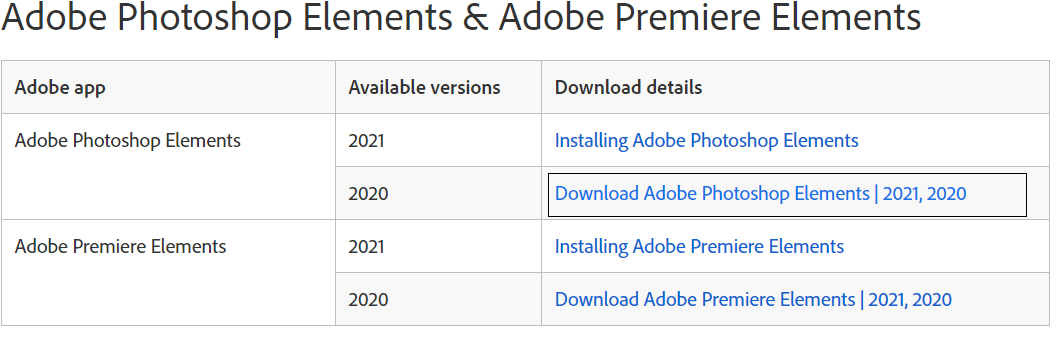 Adobe Photoshop Elements & Adobe Premiere Elements
Adobe app Available versions Download details
Adobe Photoshop Elements 2021 Installing Adobe Photoshop Elements
2020 Download Adobe Photoshop Elements | 2021, 2020
Adobe Premiere Elements 2021 Installing Adobe Premiere Elements
2020 Download Adobe Premiere Elements | 2021, 2020